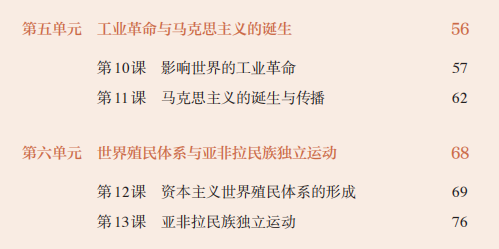 第五单元 工业革命与马克思主义的诞生 56
第10课 影响世界的工业革命 57
第11课 马克思主义的诞生与传播 62
第六单元 世界殖民体系与亚非拉民族独立运动 68
第12课 资本主义世界殖民体系的形成 69
第13课 亚非拉民族独立运动 76